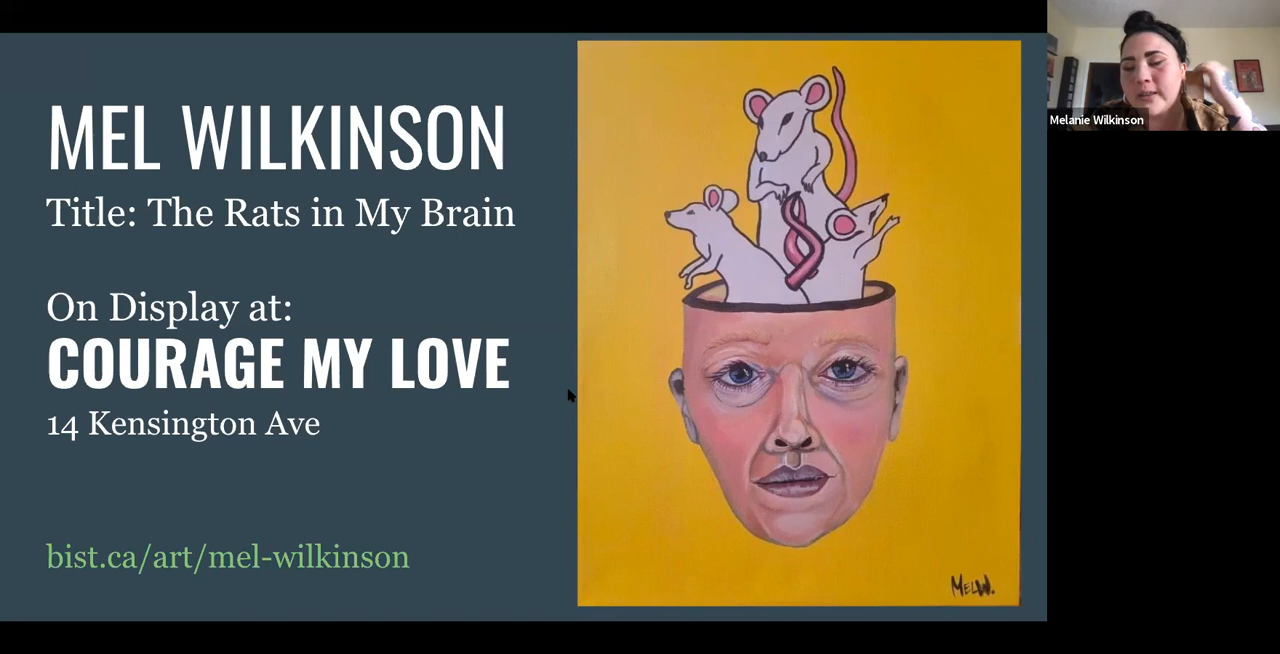 MEL WILKINSON
Title: The Rats in My Brain
On Display at:
COURAGE MY LOVE
14 Kensington Ave
bist.ca/art/mel-wilkinson
MELW.
Melanie Wilkinson